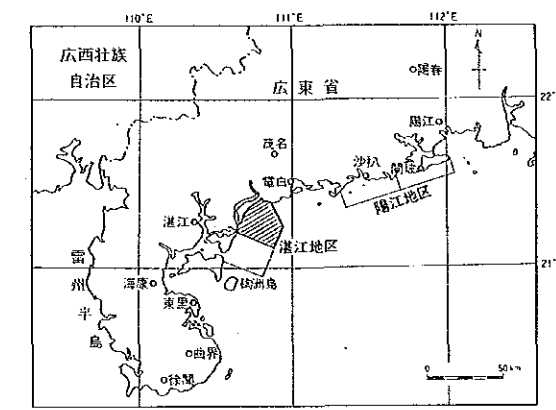 110°E
111°E
112°E
N
広西壮族
自治区
広東省
陽春
22°
陽江
茂名
電白
沙扒
閘坡
陽江地区
湛江
湛江地区
21°
雷州半島
海康
硇洲島
東里
曲界
徐聞
0
50km